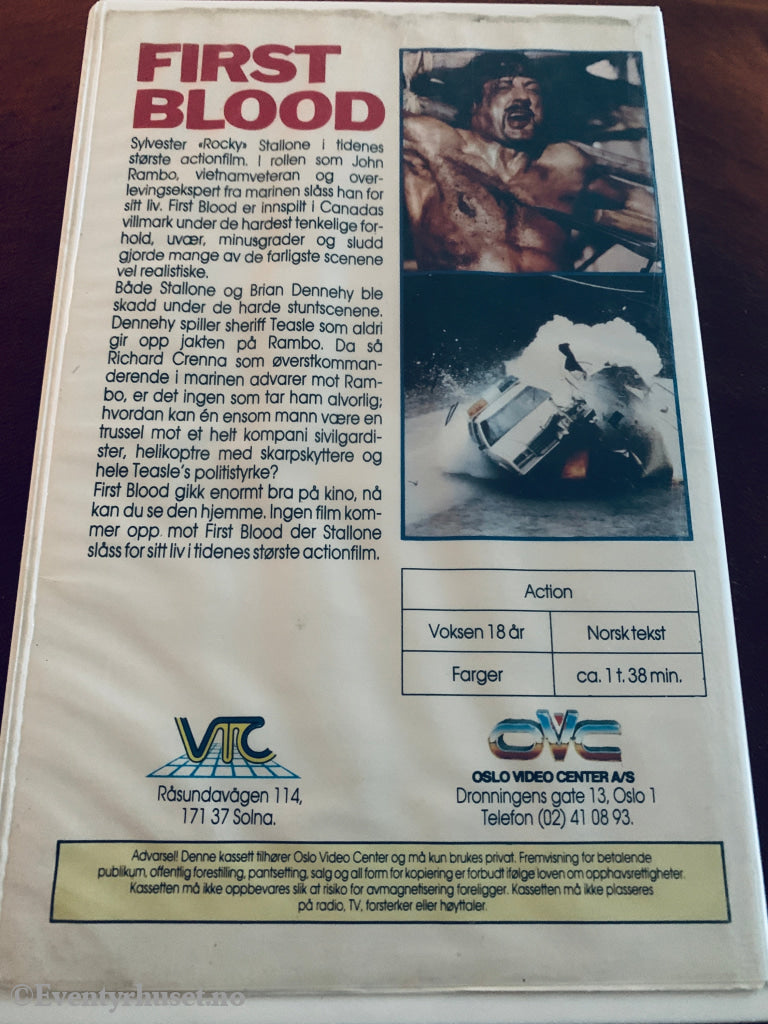 FIRST
BLOOD
Sylvester «Rocky» Stallone i tidenes
største actionfilm. I rollen som John
Rambo, vietnamveteran og over-
levingsekspert fra marinen slåss han for
sitt liv. First Blood er innspilt i Canadas
villmark under de hardest tenkelige for-
hold, uvær, minusgrader og sludd
gjorde mange av de farligste scenene
vel realistiske.
Både Stallone og Brian Dennehy ble
skadd under de harde stuntscenene.
Dennehy spiller sheriff Teasle som aldri
gir opp jakten på Rambo. Da så
Richard Crenna som øverstkomman-
derende i marinen advarer mot Ram-
bo, er det ingen som tar ham alvorlig;
hvordan kan én ensom mann være en
trussel mot et helt kompani sivilgardi-
ster, helikoptre med skarpskyttere og
hele Teasle's politistyrke?
First Blood gikk enormt bra på kino, nå
kan du se den hjemme. Ingen film kom-
mer opp mot First Blood der Stallone
slåss for sitt liv i tidenes største actionfilm.
Action
Voksen 18 år Norsk tekst
Farger ca. 1 t. 38 min.
VTC
Råsundavägen 114,
171 37 Solna.
OVC
OSLO VIDEO CENTER A/S
Dronningens gate 13, Oslo 1
Telefon (02) 41 08 93.
Advarsel! Denne kassett tilhører Oslo Video Center og må kun brukes privat. Fremvisning for betalende
publikum, offentlig forestilling, pantsetting, salg og all form for kopiering er forbudt ifølge loven om opphavsrettigheter.
Kassetten må ikke oppbevares slik at risiko for avmagnetisering foreligger. Kassetten må ikke plasseres
på radio, TV, forsterker eller høyttaler.
©Eventyrhuset.no